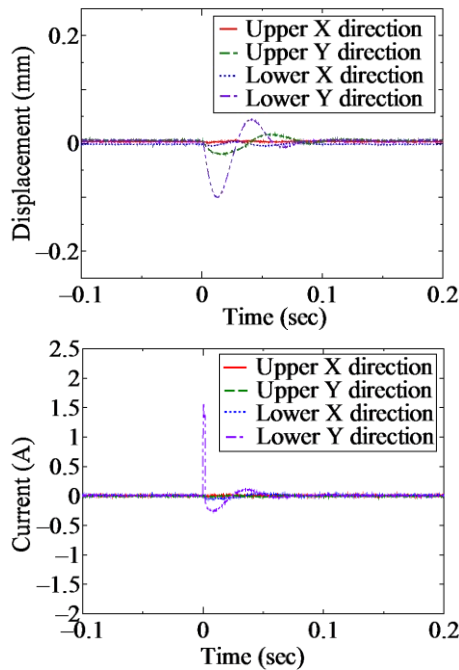 0.2
0
−0.2
Displacement (mm)
Upper X direction
Upper Y direction
Lower X direction
Lower Y direction
−0.1
0
0.1
0.2
Time (sec)
2.5
2
1.5
1
0.5
0
−0.5
−1
−1.5
−2
Current (A)
Upper X direction
Upper Y direction
Lower X direction
Lower Y direction
−0.1
0
0.1
0.2
Time (sec)